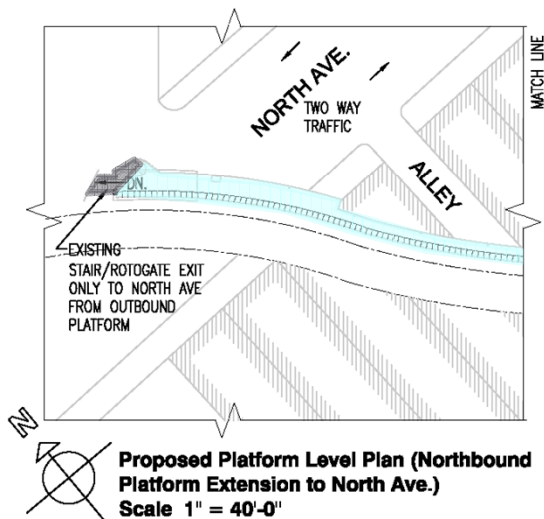 NORTH AVE.
TWO WAY
TRAFFIC
MATCH LINE
ALLEY
DN.
EXISTING
STAIR/ROTOGATE EXIT
ONLY TO NORTH AVE
FROM OUTBOUND
PLATFORM
N
Proposed Platform Level Plan (Northbound
Platform Extension to North Ave.)
Scale 1" = 40'-0"